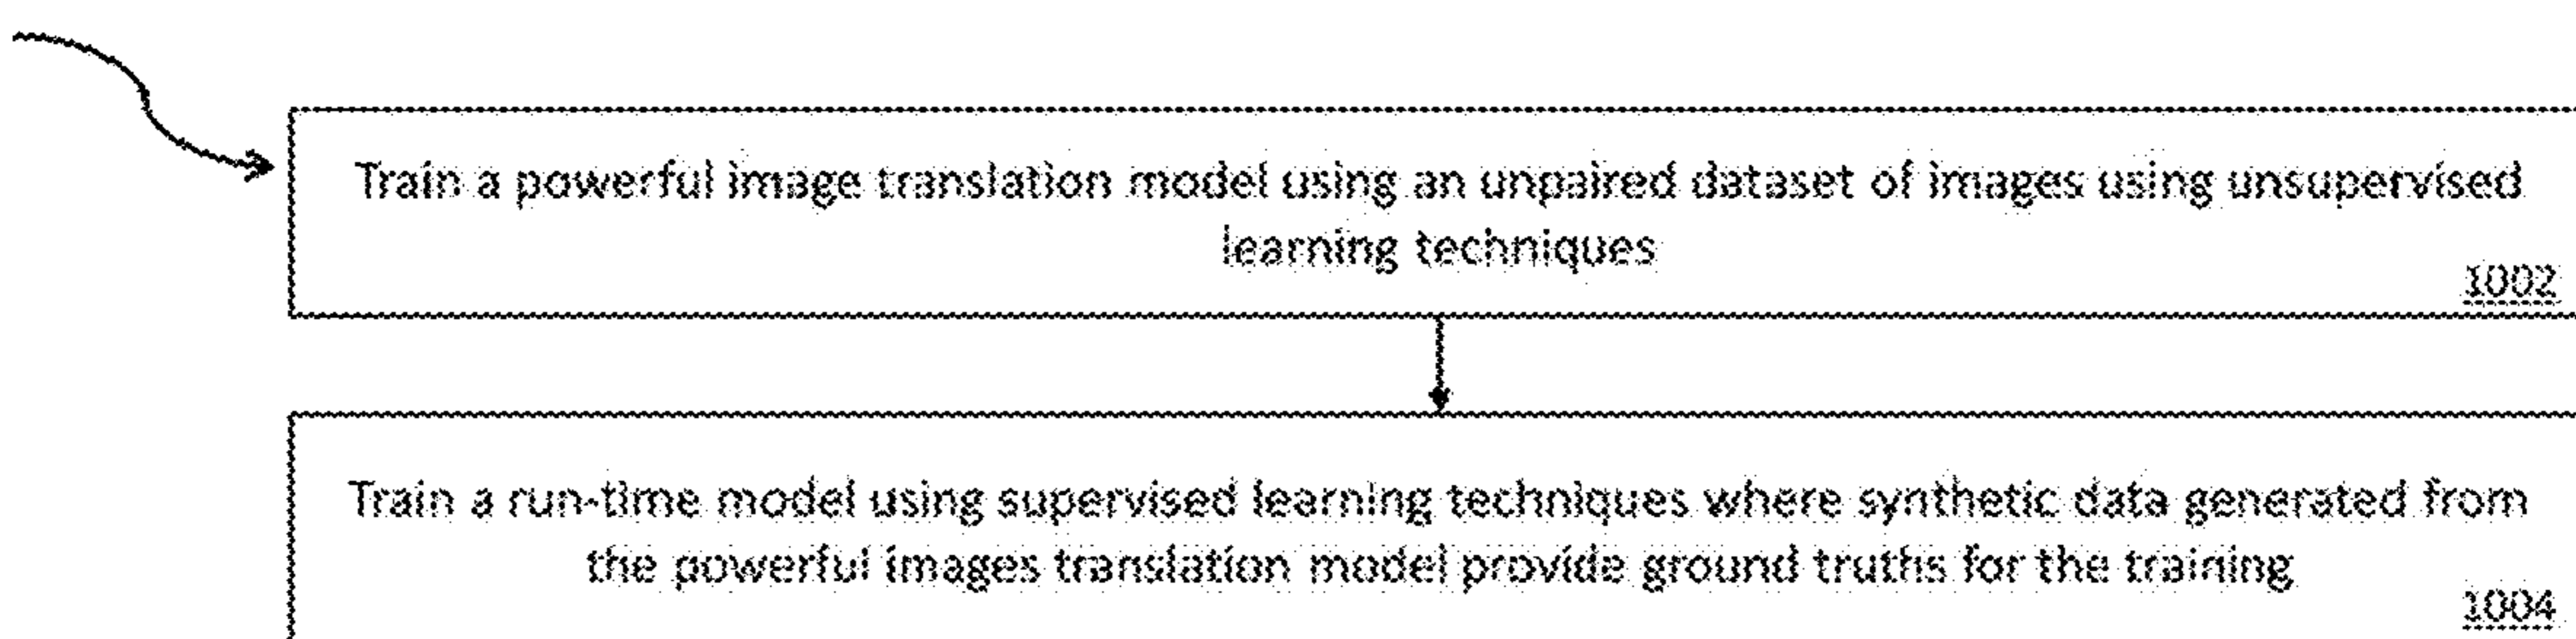 Train a powerful image translation model using an unpaired dataset of images using unsupervised
learning techniques
1002
Train a run-time model using supervised learning techniques where synthetic data generated from
the powerful images translation model provide ground truths for the training
1004